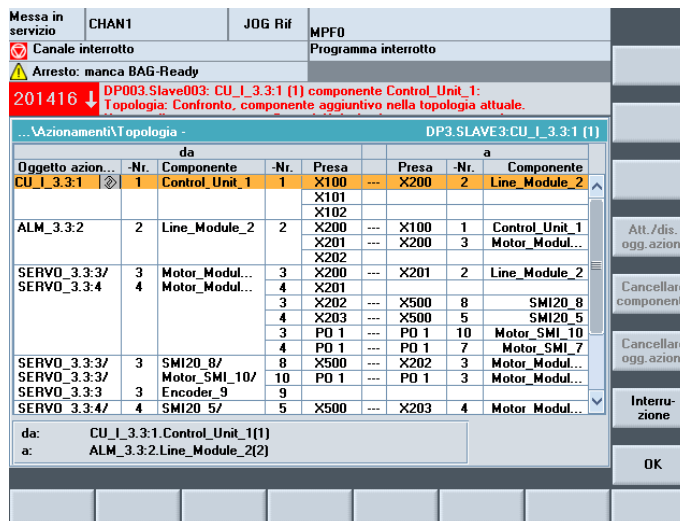 Messa in servizio CHAN1 JOG Rif MPF0
Canale interrotto Programma interrotto
Arresto: manca BAG-Ready
201416 DP003.Slave003: CU_I_3.3:1 (1) componente Control_Unit_1:
Topologia: Confronto, componente aggiuntivo nella topologia attuale.
...\Azionamenti\Topologia - DP3.SLAVE3:CU_I_3.3:1 (1)
da a
Oggetto azion... -Nr. Componente -Nr. Presa Presa -Nr. Componente
CU_I_3.3:1 1 Control_Unit_1 1 X100 --- X200 2 Line_Module_2
X101
X102
ALM_3.3:2 2 Line_Module_2 2 X200 --- X100 1 Control_Unit_1
X201 --- X200 3 Motor_Modul...
X202
SERVO_3.3:3/ 3 Motor_Modul... 3 X200 --- X201 2 Line_Module_2
SERVO_3.3:4 4 Motor_Modul... 4 X201
3 X202 --- X500 8 SMI20_8
4 X203 --- X500 5 SMI20_5
3 PO 1 --- PO 1 10 Motor_SMI_10
4 PO 1 --- PO 1 7 Motor_SMI_7
SERVO_3.3:3/ 3 SMI20_8/ 8 X500 --- X202 3 Motor_Modul...
SERVO_3.3:3/ Motor_SMI_10/ 10 PO 1 --- PO 1 3 Motor_Modul...
SERVO_3.3:3 3 Encoder_9 9
SERVO_3.3:4/ 4 SMI20_5/ 5 X500 --- X203 4 Motor_Modul...
da: CU_I_3.3:1.Control_Unit_1(1)
a: ALM_3.3:2.Line_Module_2(2)
Att./dis.
ogg.azion
Cancellar
component
Cancellar
ogg.azion
Interru-
zione
OK